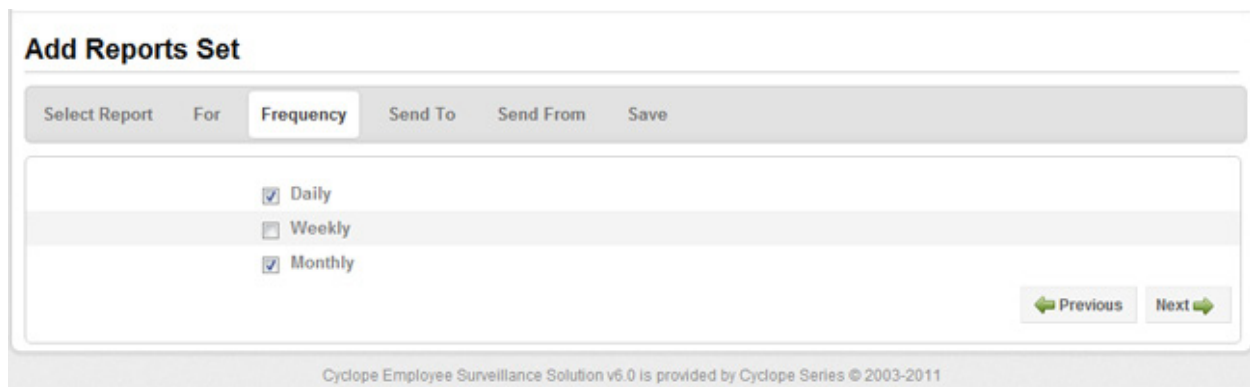 Add Reports Set
Select Report For Frequency Send To Send From Save
Daily
Weekly
Monthly
Previous Next
Cyclope Employee Surveillance Solution v6.0 is provided by Cyclope Series © 2003-2011